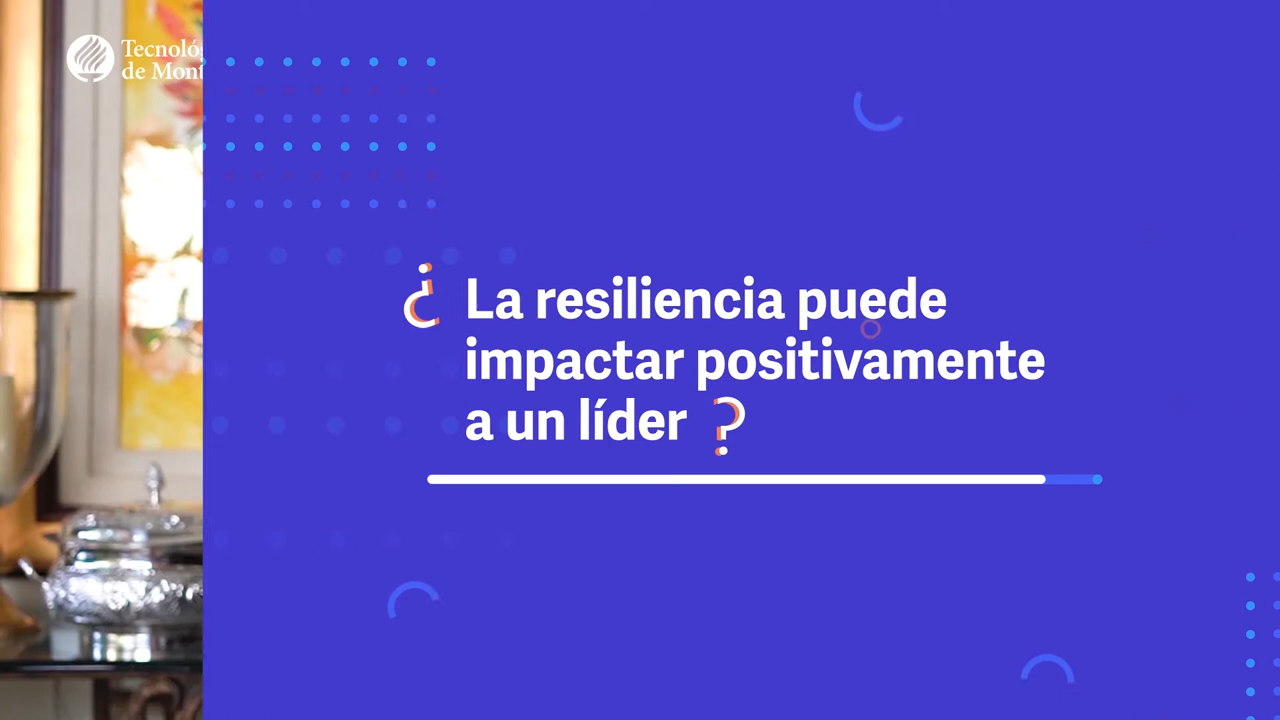 Tecnoló
de Mont
¿ La resiliencia puede
impactar positivamente
a un líder ?